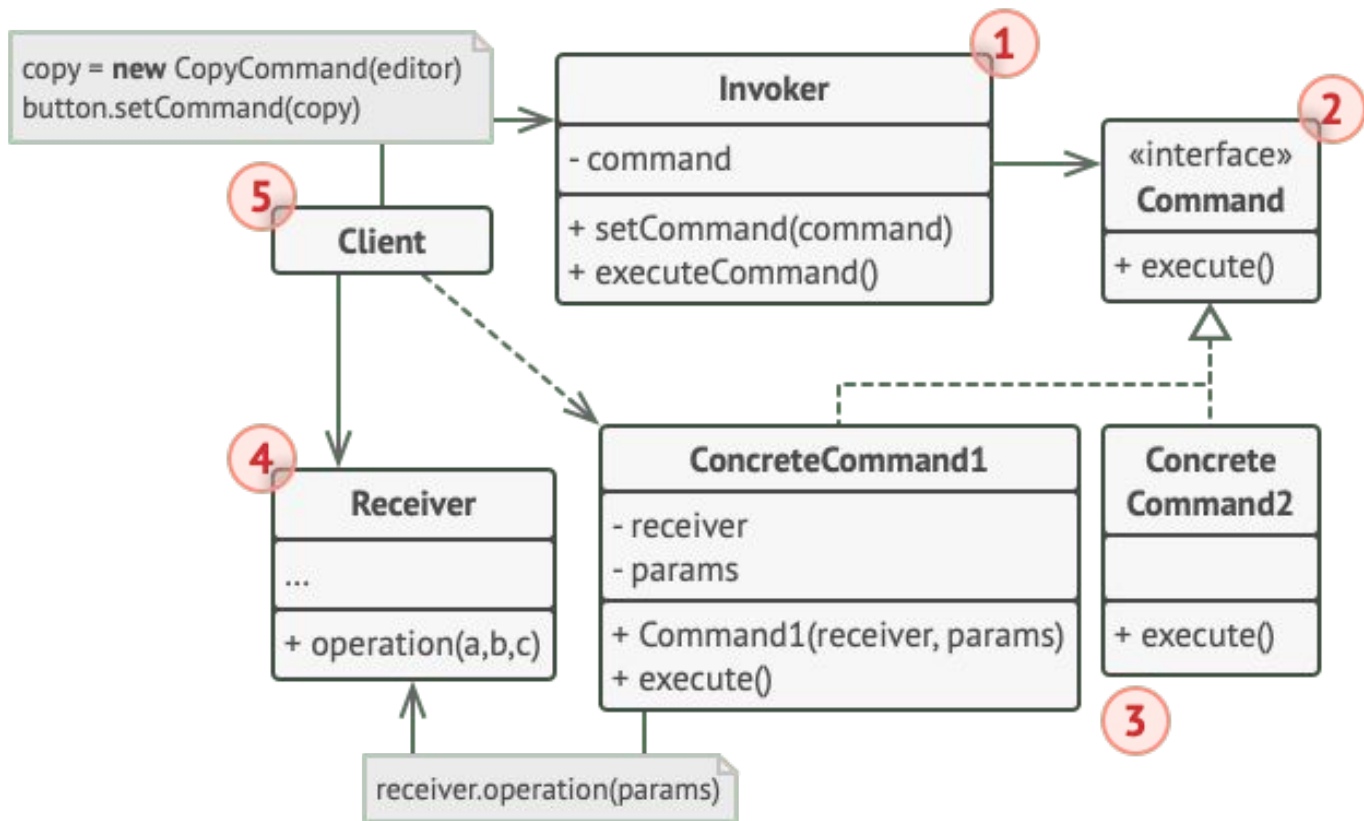 copy = new CopyCommand(editor)
button.setCommand(copy)
1
Invoker
- command
+ setCommand(command)
+ executeCommand()
2
«interface»
Command
+ execute()
5
Client
4
Receiver
...
+ operation(a,b,c)
ConcreteCommand1
- receiver
- params
+ Command1(receiver, params)
+ execute()
Concrete
Command2
+ execute()
3
receiver.operation(params)